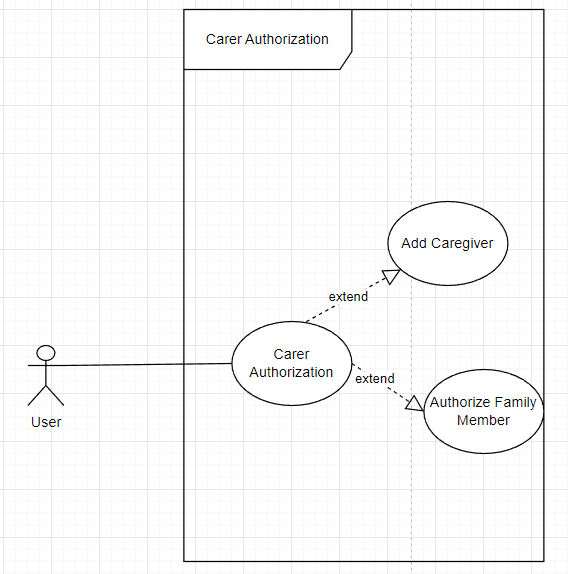 Carer Authorization
Add Caregiver
extend
Carer
Authorization
extend
Authorize Family
Member
User